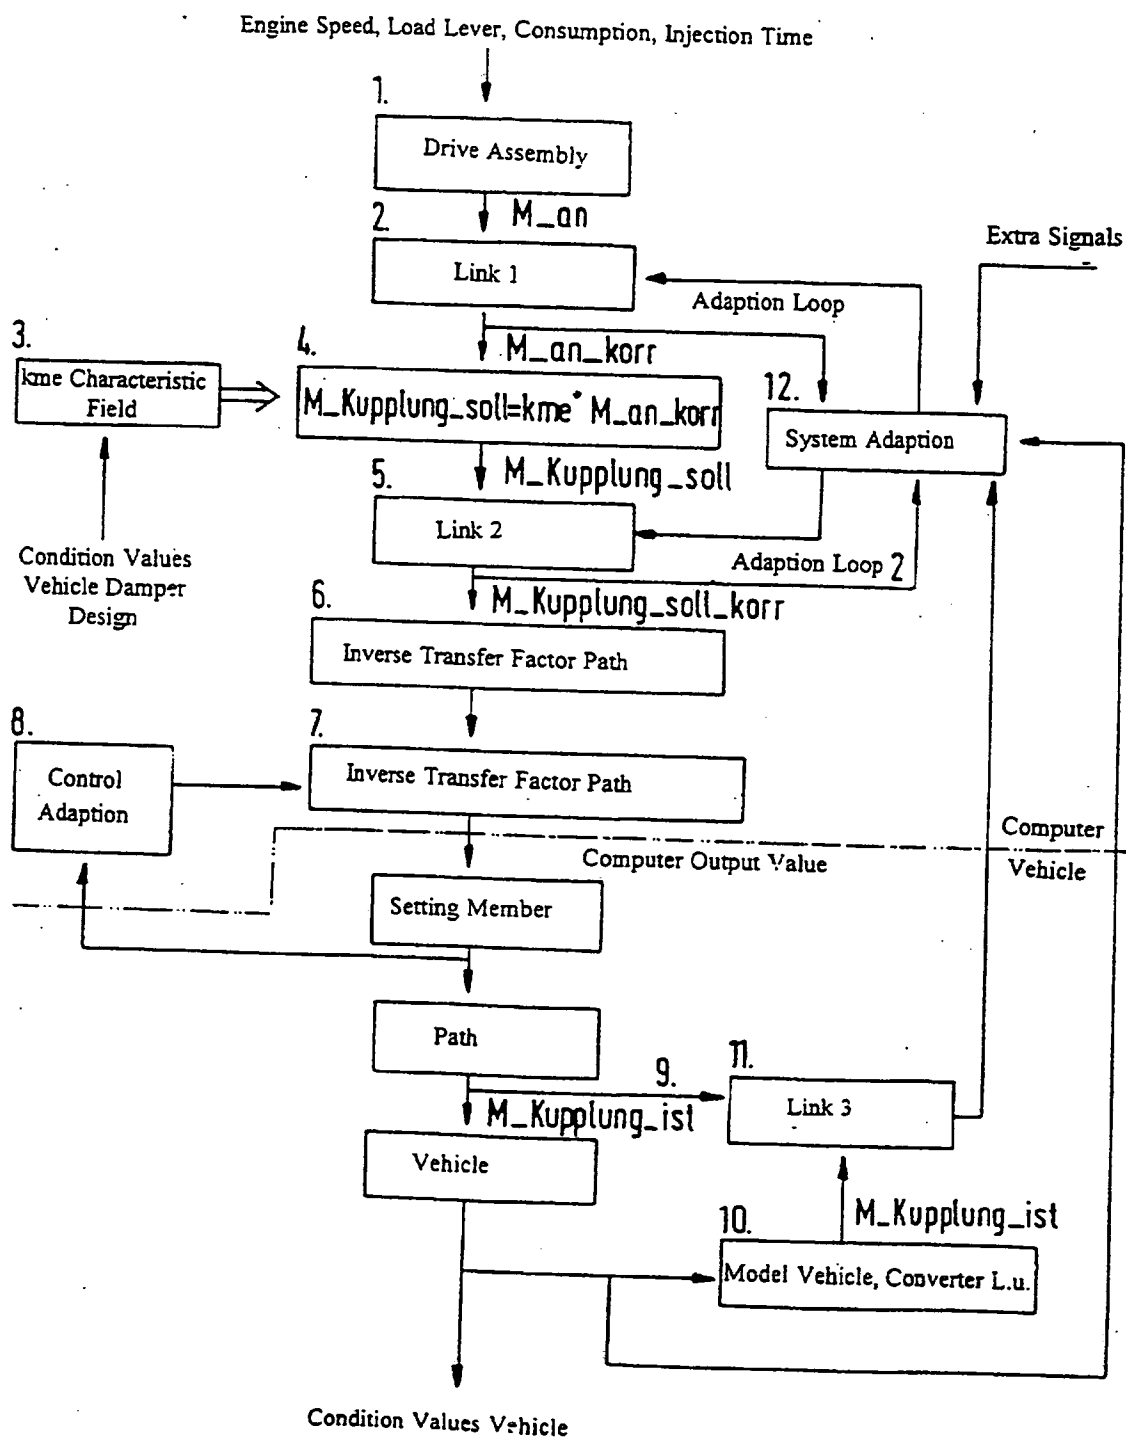 Engine Speed, Load Lever, Consumption, Injection Time
1.
Drive Assembly
M_an
2.
Link 1
Extra Signals
Adaption Loop
3.
kme Characteristic
Field
4.
M_an_korr
M_Kupplung_soll=kme* M_an_korr
12.
System Adaption
M_Kupplung_soll
5.
Link 2
Adaption Loop 2
Condition Values
Vehicle Damper
Design
M_Kupplung_soll_korr
6.
Inverse Transfer Factor Path
7.
Inverse Transfer Factor Path
8.
Control
Adaption
Computer
Computer Output Value
Vehicle
Setting Member
Path
9.
11.
Link 3
M_Kupplung_ist
Vehicle
M_Kupplung_ist
10.
Model Vehicle, Converter L.u.
Condition Values Vehicle